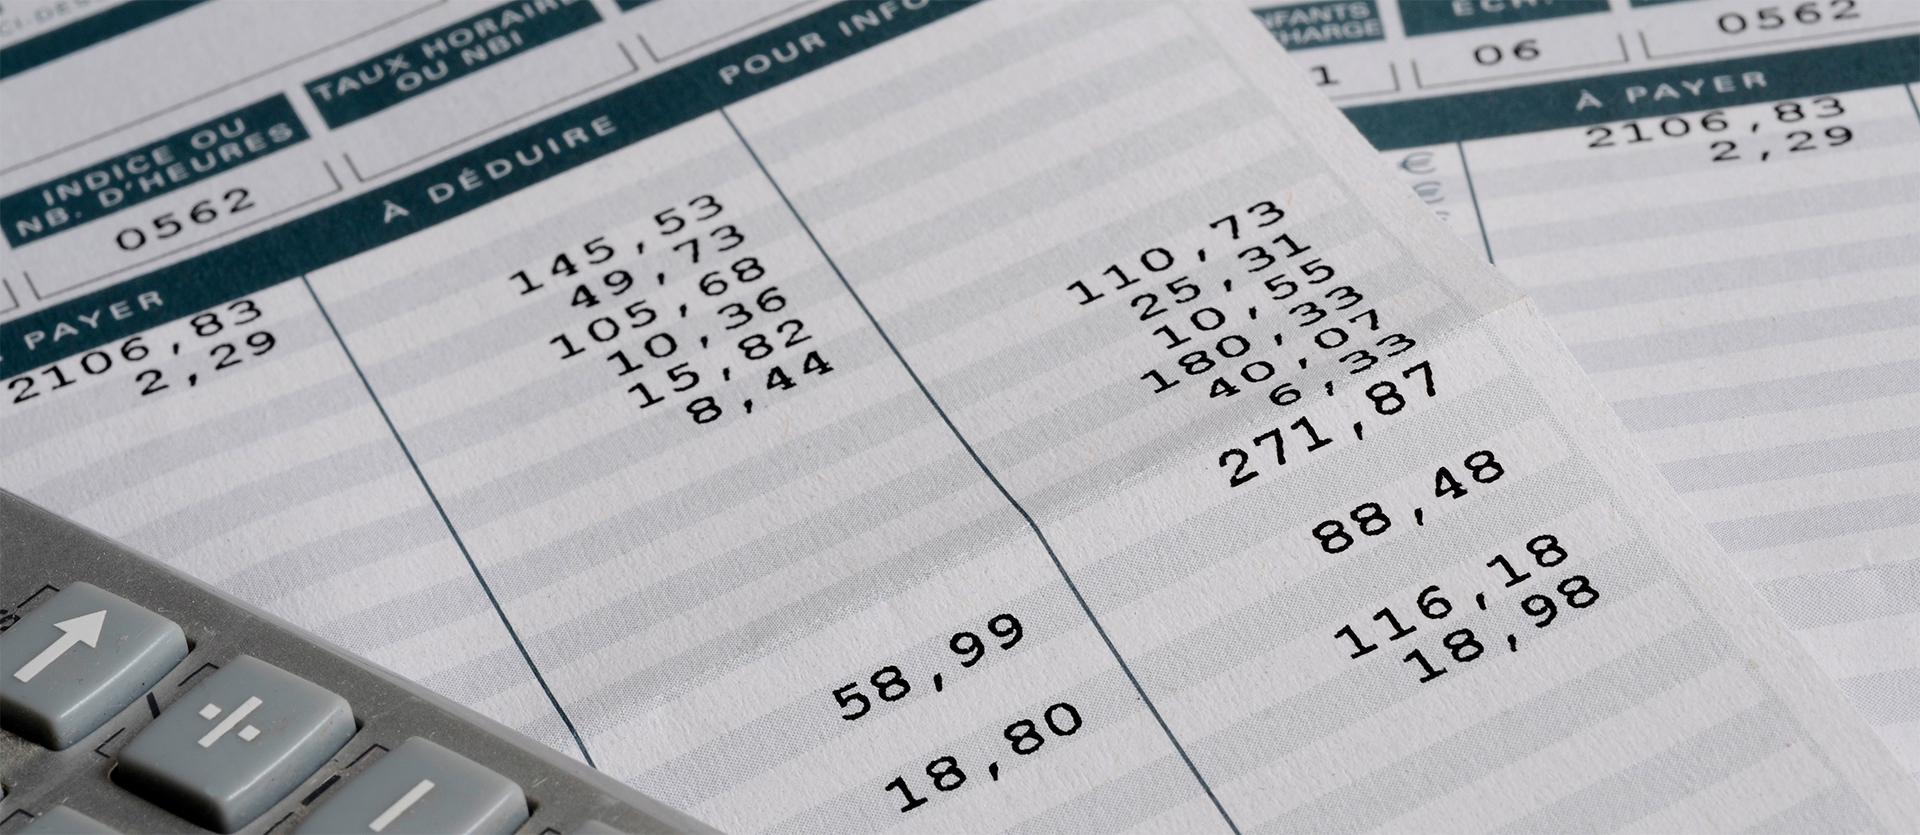 INDICE OU
NB. D'HEURES
0562
TAUX HORAIRE
OU NBI
PAYER
2106,83
2,29
À DÉDUIRE
145,53
49,73
105,68
10,36
15,82
8,44
58,99
18,80
POUR INFO
110,73
25,31
10,55
180,33
40,07
6,33
271,87
88,48
116,18
18,98
NFANTS
CHARGE
1
ECH.
06
0562
À PAYER
2106,83
2,29
€
÷